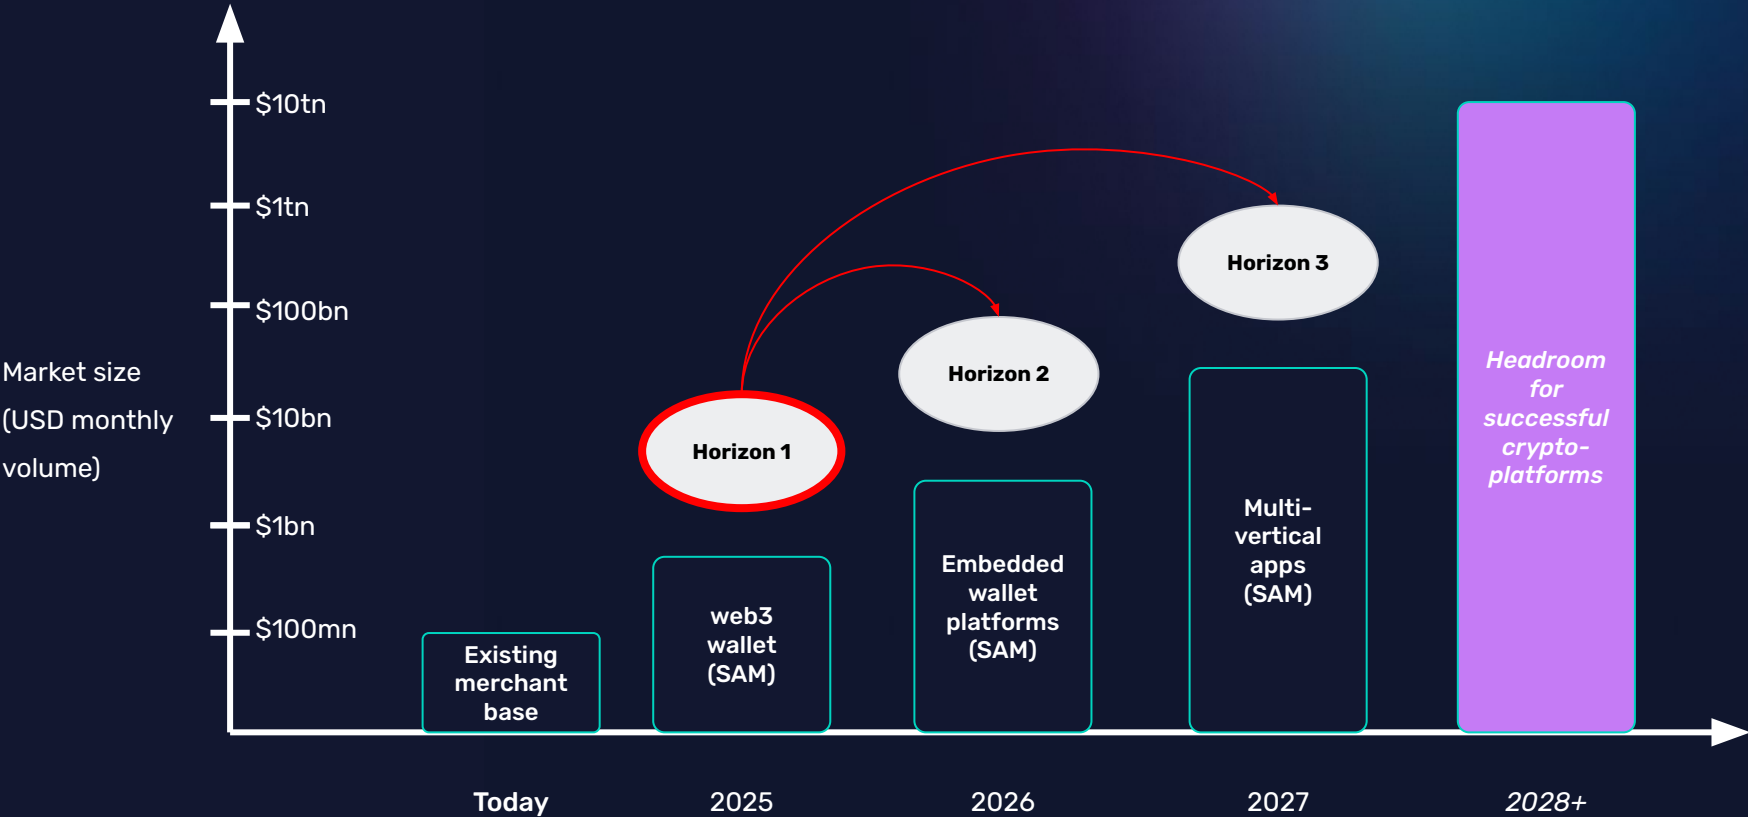 $10tn
$1tn
$100bn
$10bn
$1bn
$100mn
Market size
(USD monthly
volume)
Horizon 1
Horizon 2
Horizon 3
Existing
merchant
base
web3
wallet
(SAM)
Embedded
wallet
platforms
(SAM)
Multi-
vertical
apps
(SAM)
Headroom
for
successful
crypto-
platforms
Today
2025
2026
2027
2028+